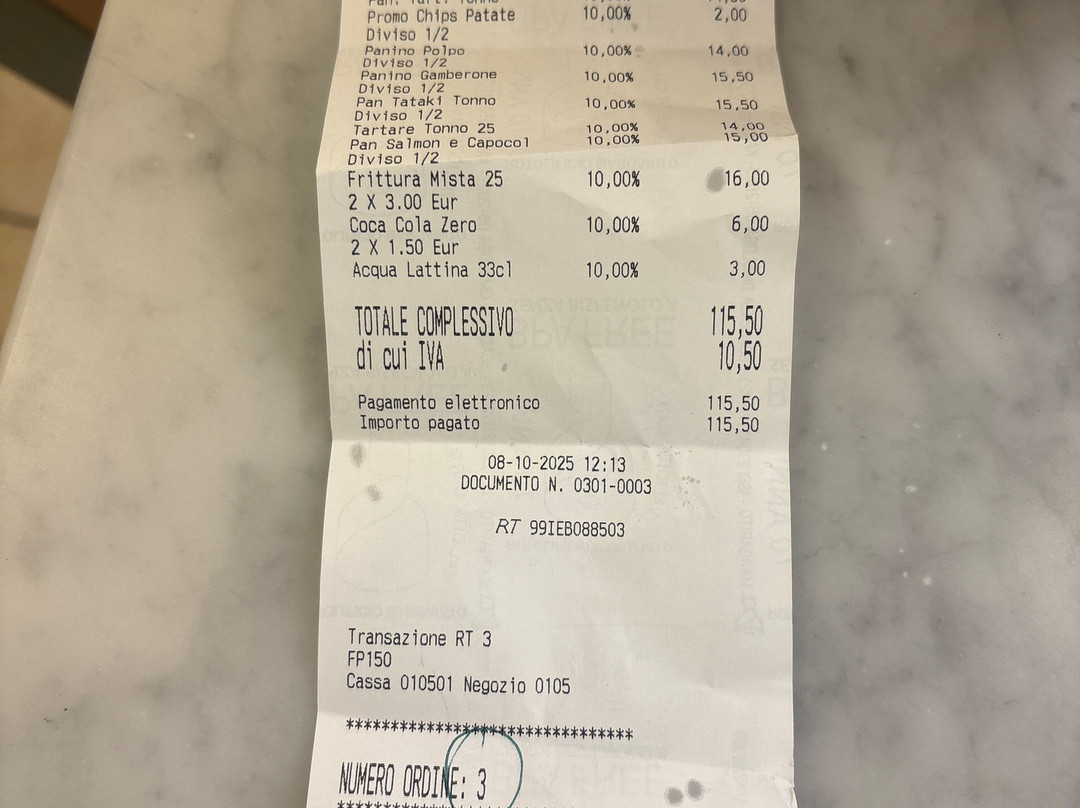 Promo Chips Patate 10,00% 2,00
Diviso 1/2
Panino Polpo 10,00% 14,00
Diviso 1/2
Panino Gamberone 10,00% 15,50
Diviso 1/2
Pan Tataki Tonno 10,00% 15,50
Diviso 1/2
Tartare Tonno 25 10,00% 14,00
Pan Salmon e Capocol 10,00% 15,00
Diviso 1/2
Frittura Mista 25 10,00% 16,00
2 X 3.00 Eur
Coca Cola Zero 10,00% 6,00
2 X 1.50 Eur
Acqua Lattina 33cl 10,00% 3,00
TOTALE COMPLESSIVO 115,50
di cui IVA 10,50
Pagamento elettronico 115,50
Importo pagato 115,50
08-10-2025 12:13
DOCUMENTO N. 0301-0003
RT 99IEB088503
Transazione RT 3
FP150
Cassa 010501 Negozio 0105
********************************
NUMERO ORDINE: 3